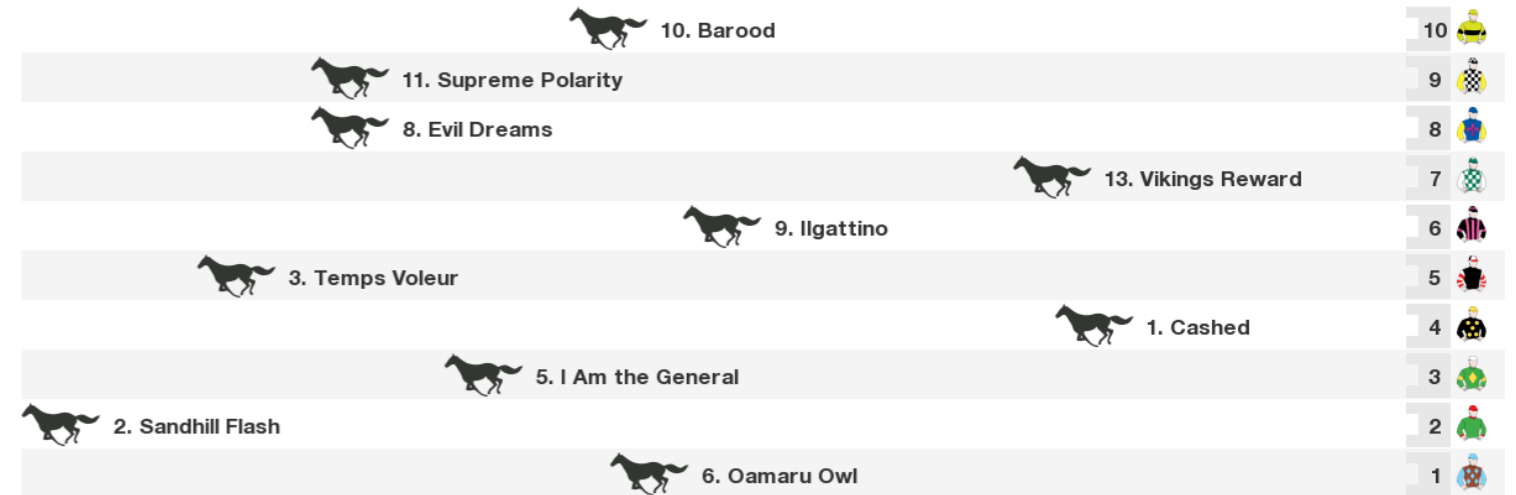 10. Barood 10
11. Supreme Polarity 9
8. Evil Dreams 8
13. Vikings Reward 7
9. Ilgattino 6
3. Temps Voleur 5
1. Cashed 4
5. I Am the General 3
2. Sandhill Flash 2
6. Oamaru Owl 1